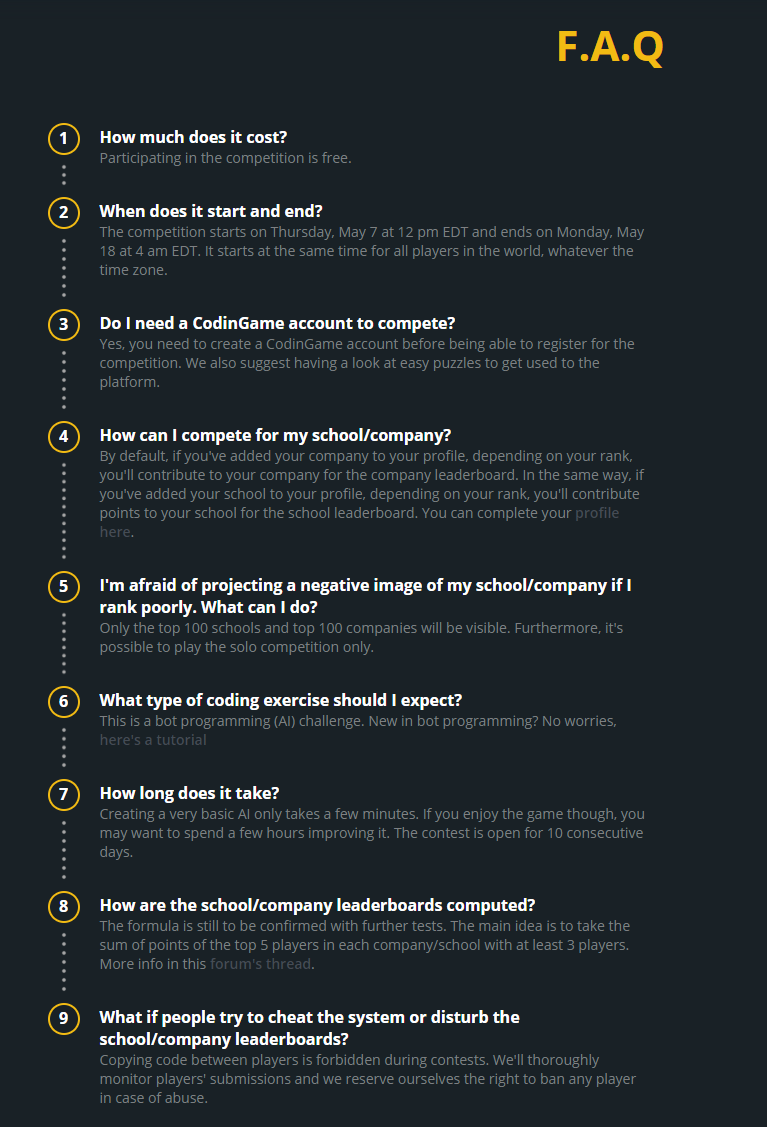 F.A.Q
1
How much does it cost?
Participating in the competition is free.
2
When does it start and end?
The competition starts on Thursday, May 7 at 12 pm EDT and ends on Monday, May
18 at 4 am EDT. It starts at the same time for all players in the world, whatever the
time zone.
3
Do I need a CodinGame account to compete?
Yes, you need to create a CodinGame account before being able to register for the
competition. We also suggest having a look at easy puzzles to get used to the
platform.
4
How can I compete for my school/company?
By default, if you've added your company to your profile, depending on your rank,
you'll contribute to your company for the company leaderboard. In the same way, if
you've added your school to your profile, depending on your rank, you'll contribute
points to your school for the school leaderboard. You can complete your profile
here.
5
I'm afraid of projecting a negative image of my school/company if I
rank poorly. What can I do?
Only the top 100 schools and top 100 companies will be visible. Furthermore, it's
possible to play the solo competition only.
6
What type of coding exercise should I expect?
This is a bot programming (AI) challenge. New in bot programming? No worries,
here's a tutorial
7
How long does it take?
Creating a very basic AI only takes a few minutes. If you enjoy the game though, you
may want to spend a few hours improving it. The contest is open for 10 consecutive
days.
8
How are the school/company leaderboards computed?
The formula is still to be confirmed with further tests. The main idea is to take the
sum of points of the top 5 players in each company/school with at least 3 players.
More info in this forum's thread.
9
What if people try to cheat the system or disturb the
school/company leaderboards?
Copying code between players is forbidden during contests. We'll thoroughly
monitor players' submissions and we reserve ourselves the right to ban any player
in case of abuse.